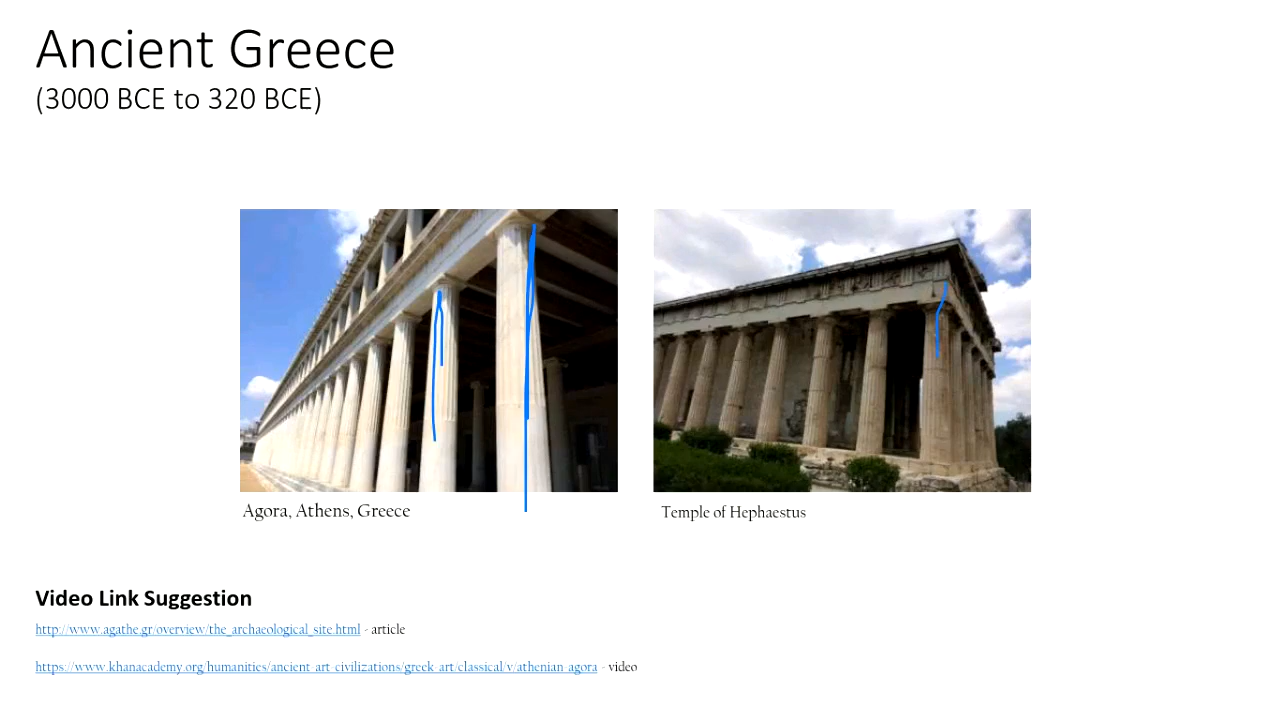 Ancient Greece
(3000 BCE to 320 BCE)
Agora, Athens, Greece
Temple of Hephaestus
Video Link Suggestion
http://www.agathe.gr/overview/the_archaeological_site.html - article
https://www.khanacademy.org/humanities/ancient-art-civilizations/greek-art/classical/v/athenian-agora - video